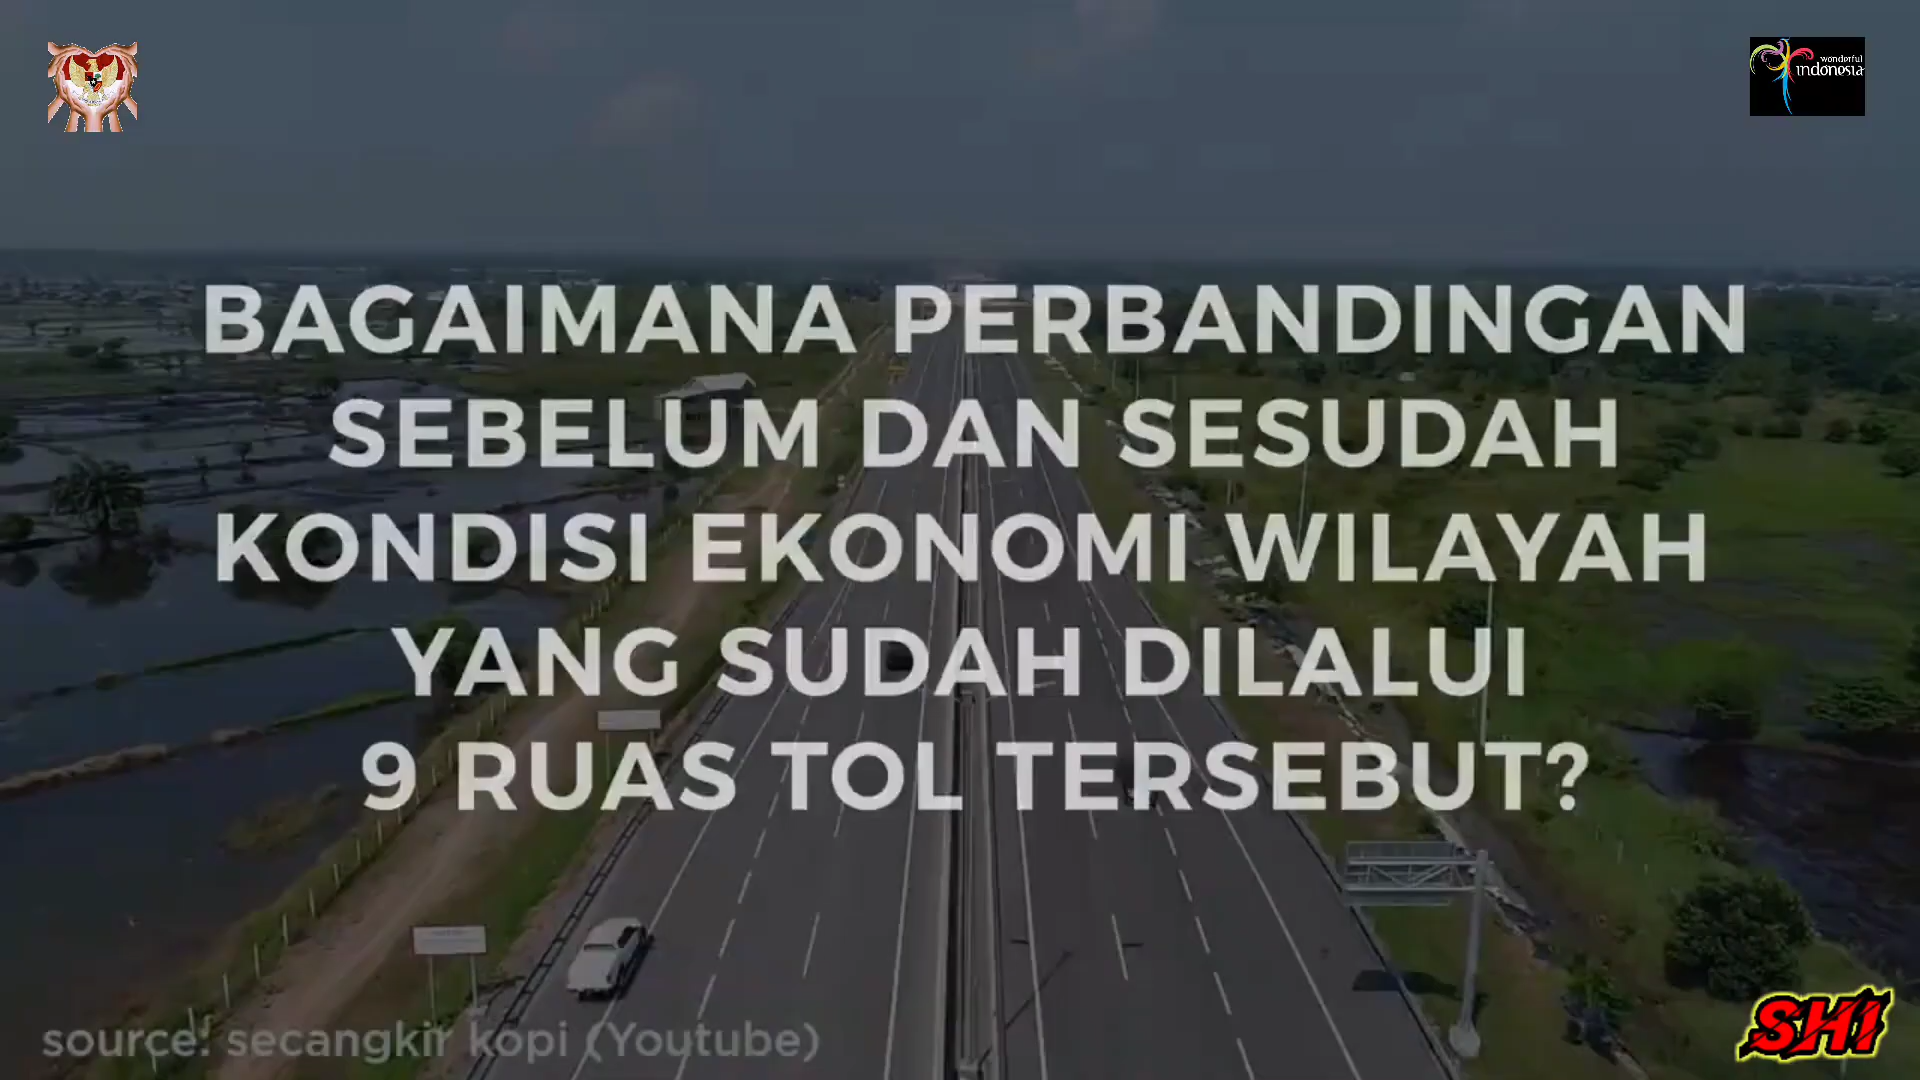 wonderful
indonesia
BAGAIMANA PERBANDINGAN
SEBELUM DAN SESUDAH
KONDISI EKONOMI WILAYAH
YANG SUDAH DILALUI
9 RUAS TOL TERSEBUT?
source: secangkir kopi (Youtube)
SHI